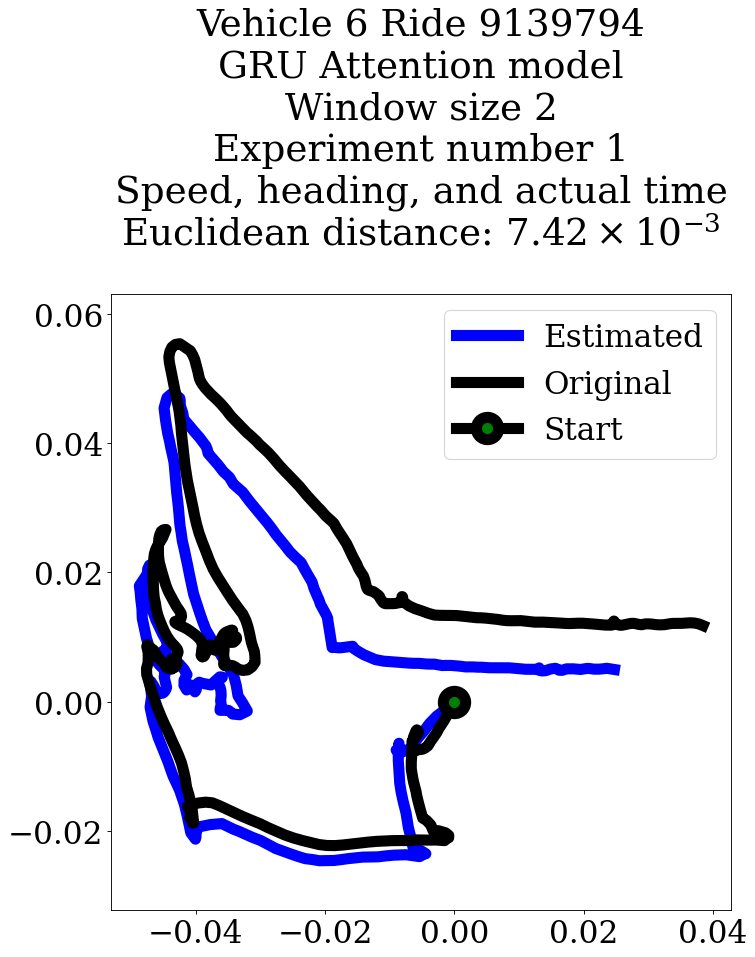 Vehicle 6 Ride 9139794
GRU Attention model
Window size 2
Experiment number 1
Speed, heading, and actual time
Euclidean distance: 7.42 × 10⁻³
0.06
0.04
0.02
0.00
−0.02
Estimated
Original
Start
−0.04
−0.02
0.00
0.02
0.04